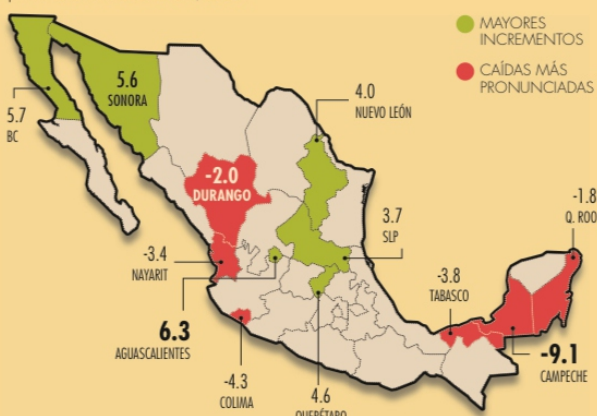 MAYORES
INCREMENTOS
CAÍDAS MÁS
PRONUNCIADAS
5.6
SONORA
5.7
BC
4.0
NUEVO LEÓN
-2.0
DURANGO
3.7
SLP
-1.8
Q. ROO
-3.4
NAYARIT
-3.8
TABASCO
6.3
AGUASCALIENTES
-9.1
CAMPECHE
-4.3
COLIMA
4.6
QUERÉTARO